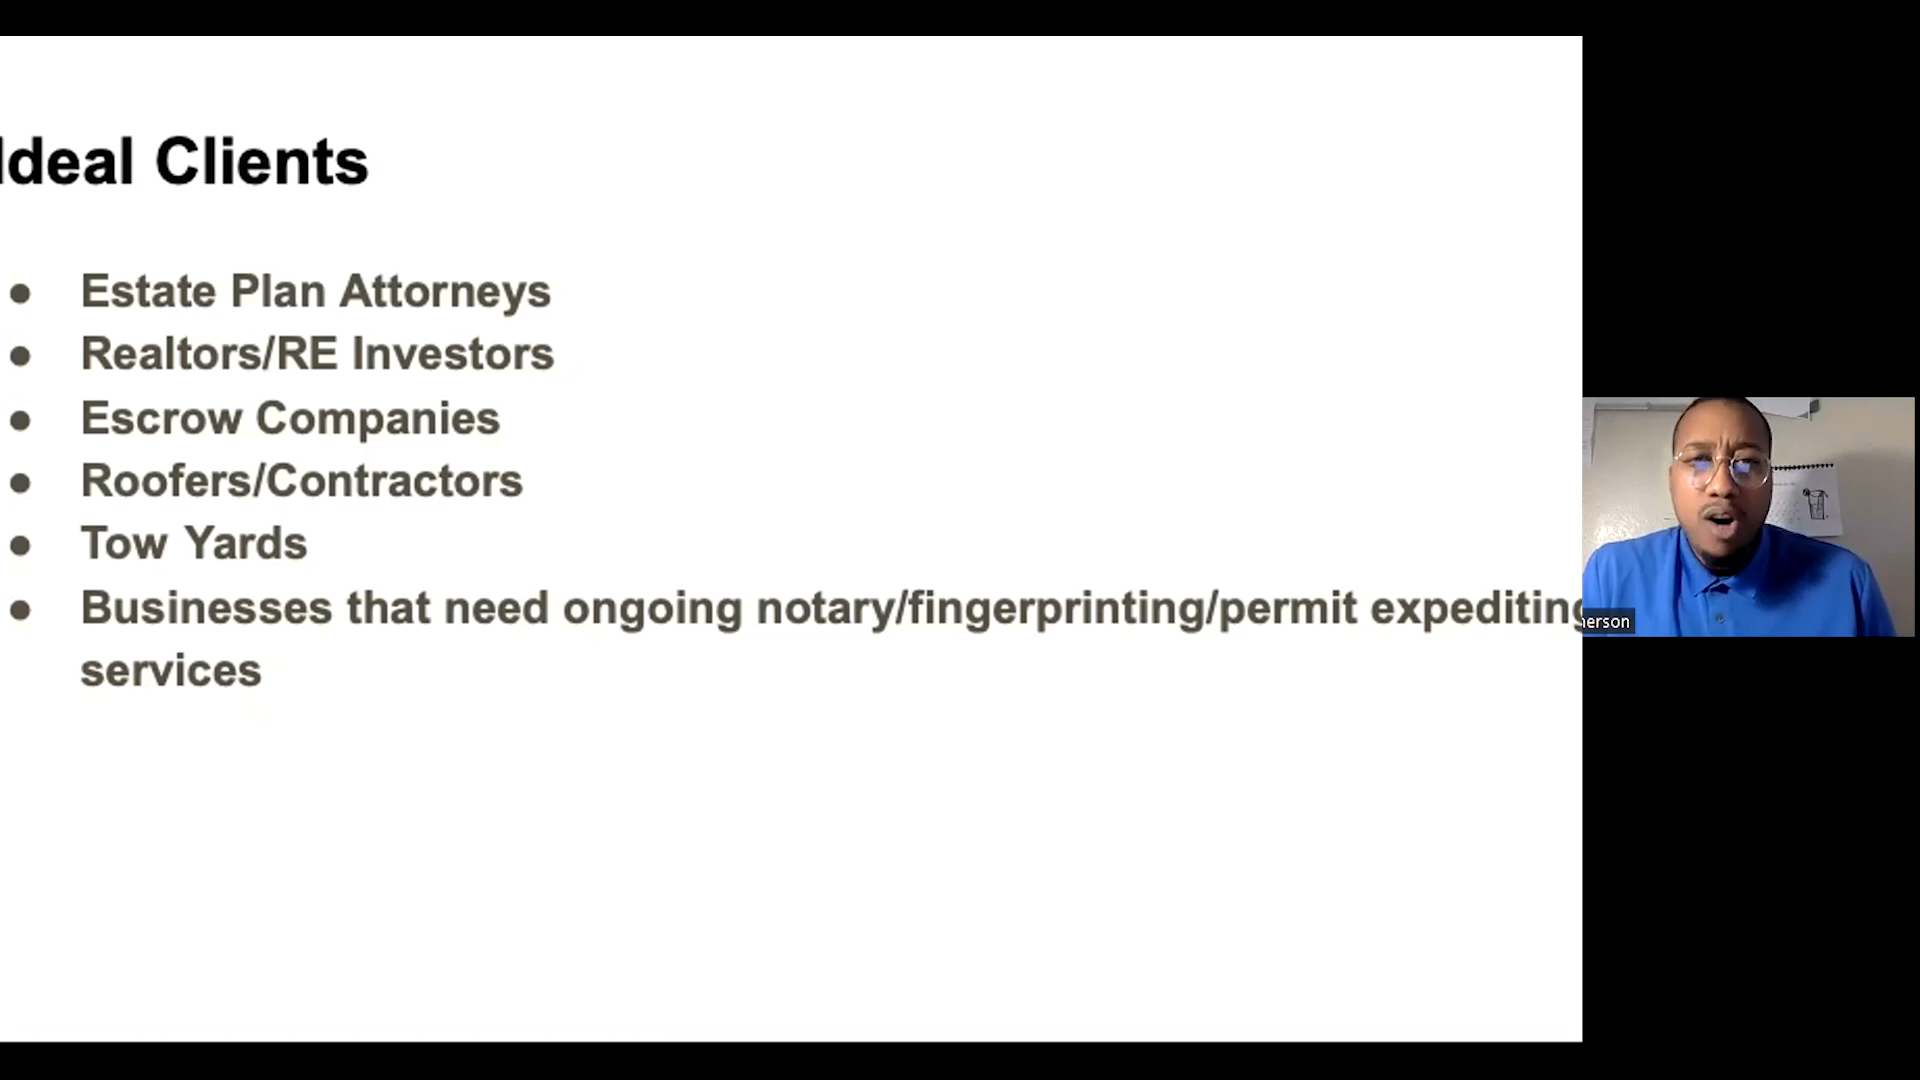 Ideal Clients
● Estate Plan Attorneys
● Realtors/RE Investors
● Escrow Companies
● Roofers/Contractors
● Tow Yards
● Businesses that need ongoing notary/fingerprinting/permit expediting
services
herson